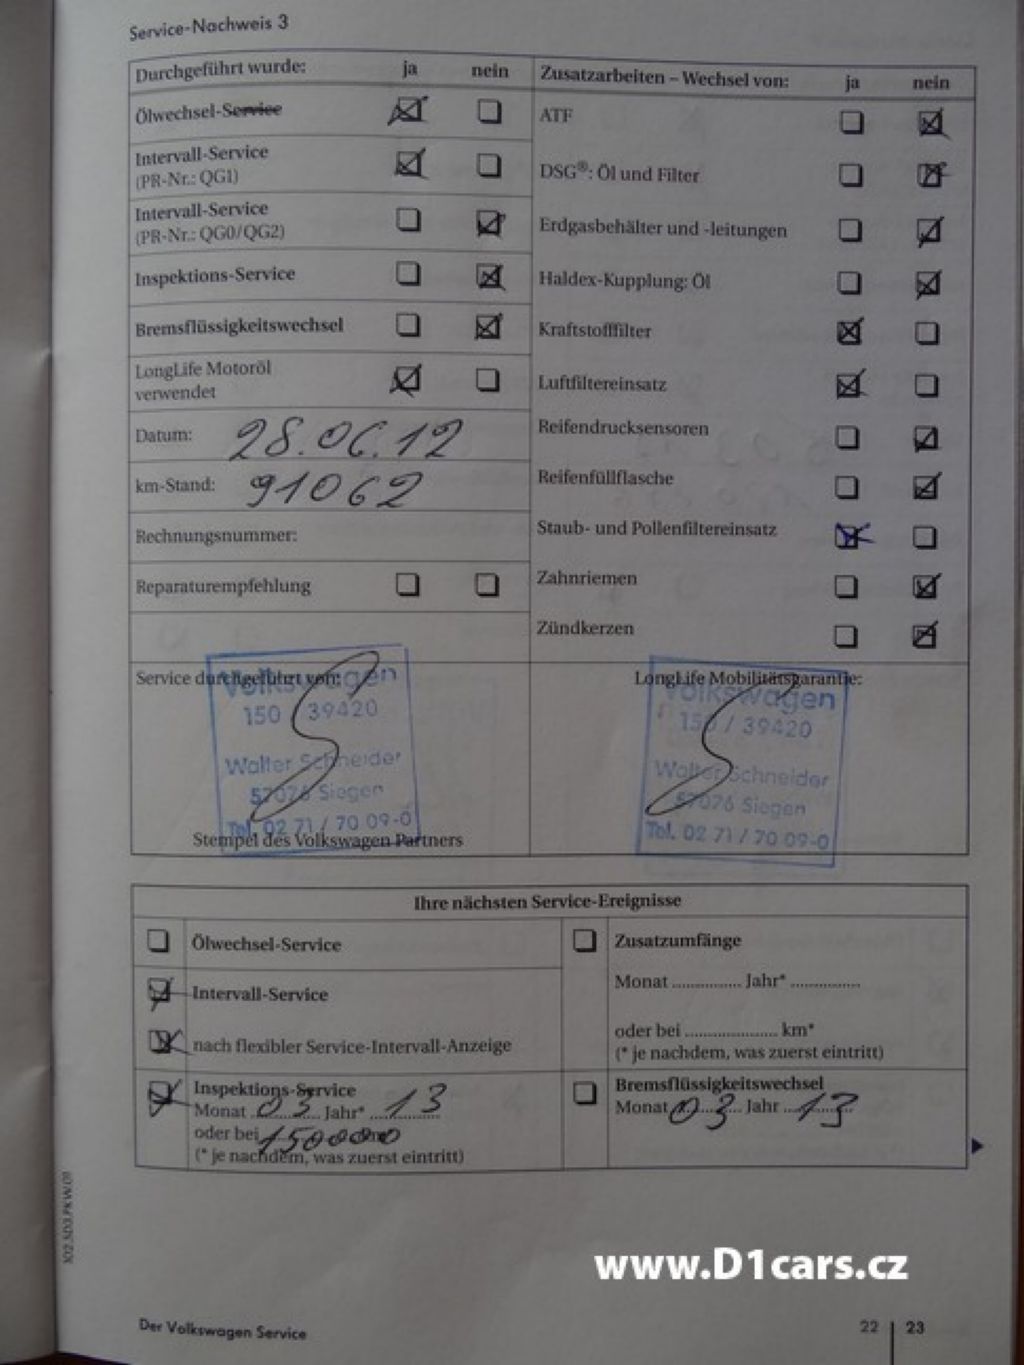 Service-Nachweis 3
Durchgeführt wurde: ja nein
Ölwechsel-Service
Intervall-Service
(PR-Nr.: QG1)
Intervall-Service
(PR-Nr.: QG0/QG2)
Inspektions-Service
Bremsflüssigkeitswechsel
LongLife Motoröl
verwendet
Datum: 28.06.12
km-Stand: 91062
Rechnungsnummer:
Reparaturempfehlung
Zusatzarbeiten – Wechsel von: ja nein
ATF
DSG®: Öl und Filter
Erdgasbehälter und -leitungen
Haldex-Kupplung: Öl
Kraftstofffilter
Luftfiltereinsatz
Reifendrucksensoren
Reifenfüllflasche
Staub- und Pollenfiltereinsatz
Zahnriemen
Zündkerzen
Service durchgeführt von:
Volkswagen
150 / 39420
Walter Schneider
57076 Siegen
Tel. 02 71 / 70 09-0
Stempel des Volkswagen Partners
LongLife Mobilitätsgarantie:
Volkswagen
150 / 39420
Walter Schneider
57076 Siegen
Tel. 02 71 / 70 09-0
Ihre nächsten Service-Ereignisse
Ölwechsel-Service
Intervall-Service
nach flexibler Service-Intervall-Anzeige
Inspektions-Service
Monat 03 Jahr* 13
oder bei 150000
(* je nachdem, was zuerst eintritt)
Zusatzumfänge
Monat ............... Jahr* ...............
oder bei .................... km*
(* je nachdem, was zuerst eintritt)
Bremsflüssigkeitswechsel
Monat 03 Jahr 13
102.5D3.PKW.01
www.D1cars.cz
Der Volkswagen Service
22 | 23